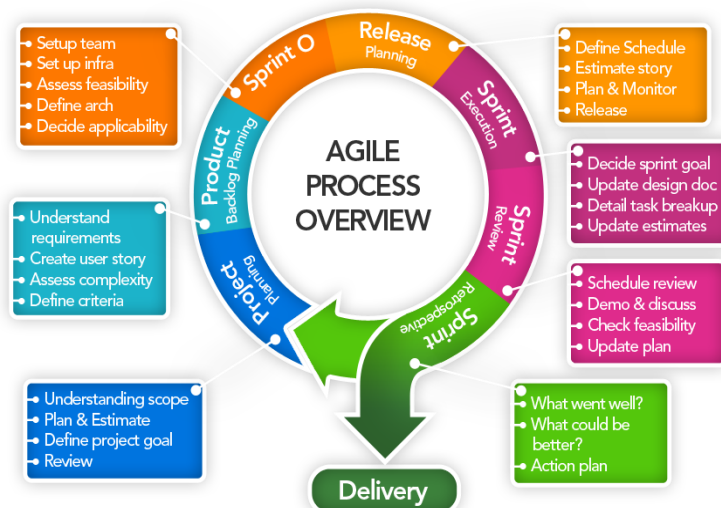 AGILE
PROCESS
OVERVIEW
Project
Planning
Understanding scope
Plan & Estimate
Define project goal
Review
Product
Backlog Planning
Understand
requirements
Create user story
Assess complexity
Define criteria
Sprint O
Setup team
Set up infra
Assess feasibility
Define arch
Decide applicability
Release
Planning
Define Schedule
Estimate story
Plan & Monitor
Release
Sprint
Execution
Decide sprint goal
Update design doc
Detail task breakup
Update estimates
Sprint
Review
Schedule review
Demo & discuss
Check feasibility
Update plan
Sprint
Retrospective
What went well?
What could be
better?
Action plan
Delivery